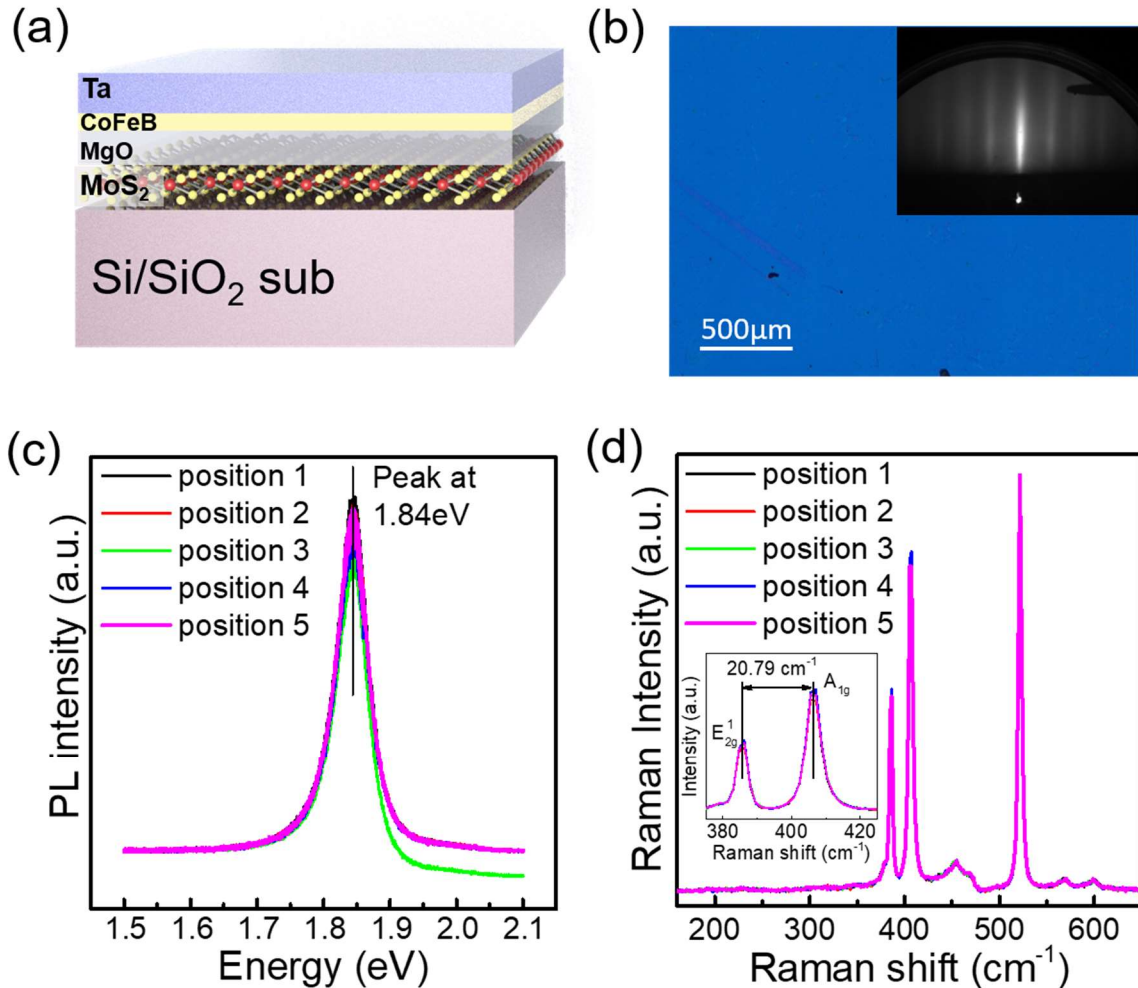 (a)
Ta
CoFeB
MgO
MoS₂
Si/SiO₂ sub
(b)
500μm
(c)
position 1
position 2
position 3
position 4
position 5
Peak at
1.84eV
PL intensity (a.u.)
1.5 1.6 1.7 1.8 1.9 2.0 2.1
Energy (eV)
(d)
position 1
position 2
position 3
position 4
position 5
Raman Intensity (a.u.)
20.79 cm⁻¹
A₁g
E¹₂g
Intensity (a.u.)
380 400 420
Raman shift (cm⁻¹)
200 300 400 500 600
Raman shift (cm⁻¹)